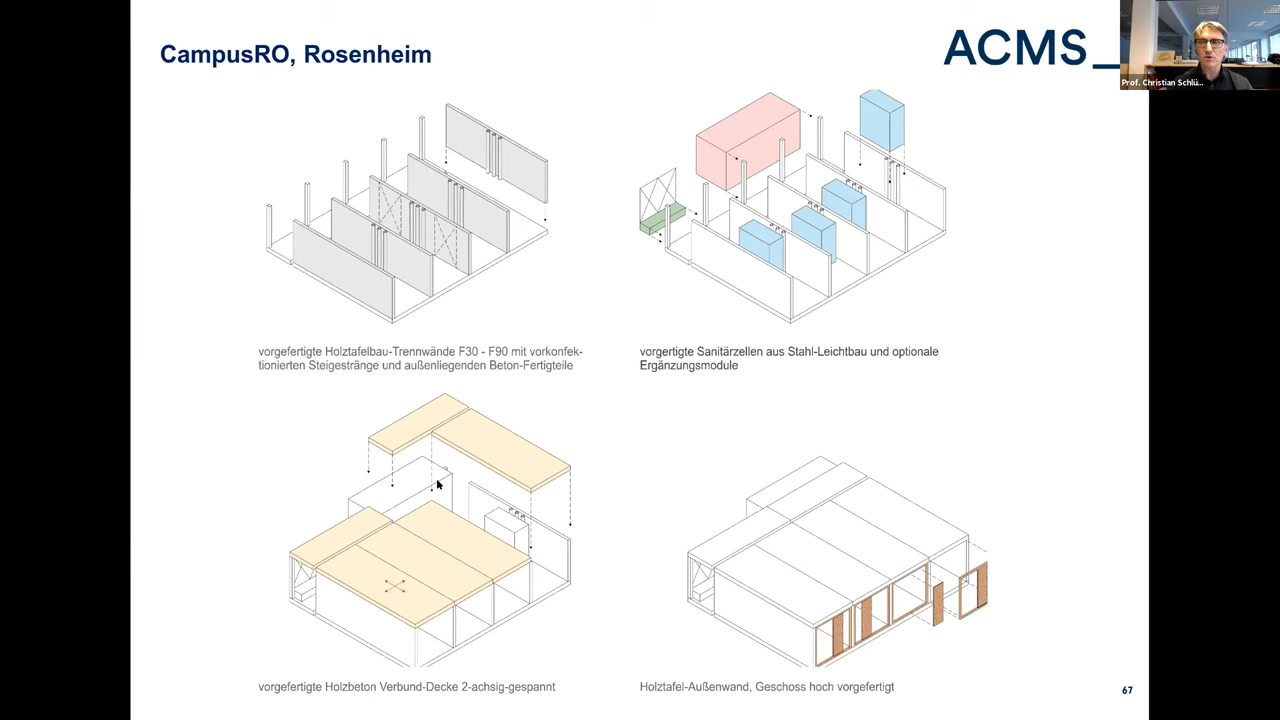 CampusRO, Rosenheim
ACMS_
Prof. Christian Schlü...
vorgefertigte Holztafelbau-Trennwände F30 - F90 mit vorkonfek-
tionierten Steigestränge und außenliegenden Beton-Fertigteile
vorgertigte Sanitärzellen aus Stahl-Leichtbau und optionale
Ergänzungsmodule
vorgefertigte Holzbeton Verbund-Decke 2-achsig-gespannt
Holztafel-Außenwand, Geschoss hoch vorgefertigt
67